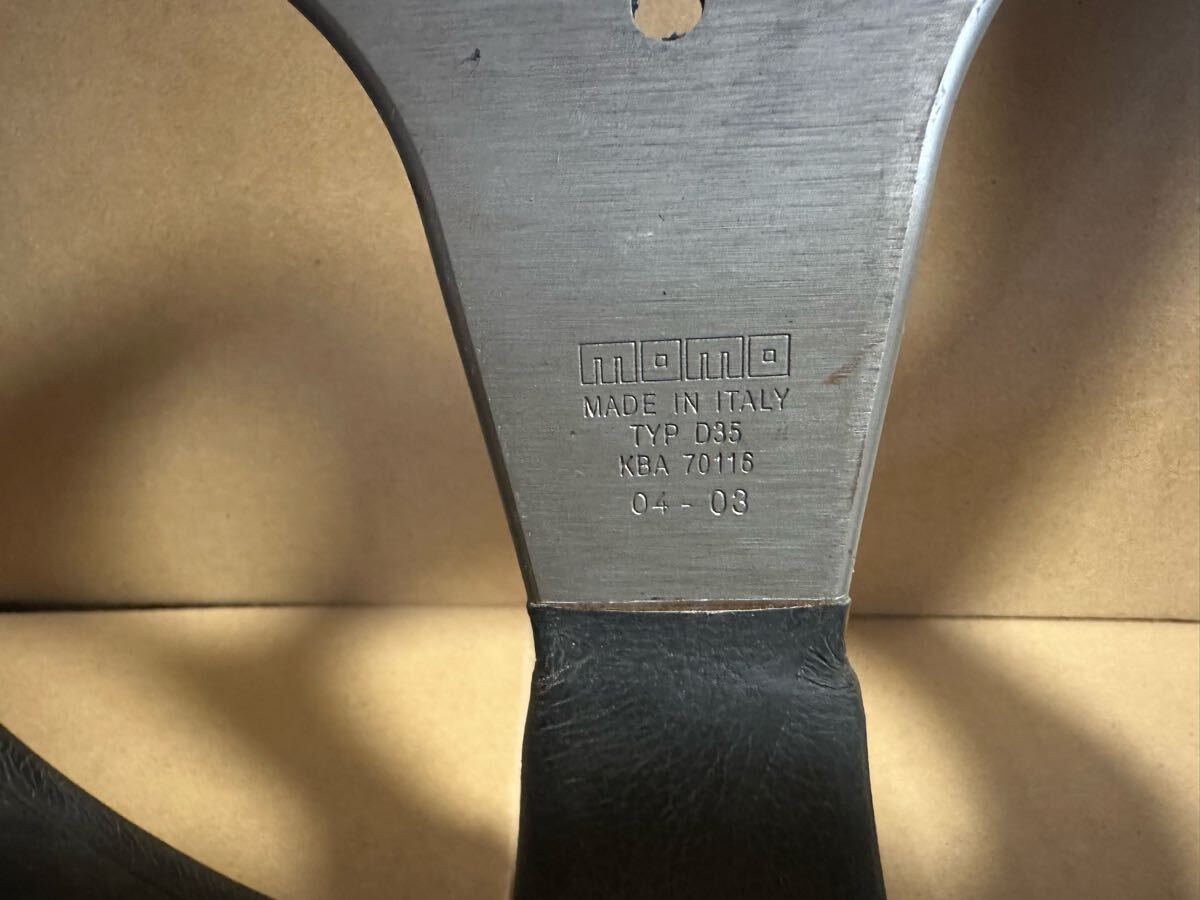 momo
MADE IN ITALY
TYP D35
KBA 70116
04 - 03